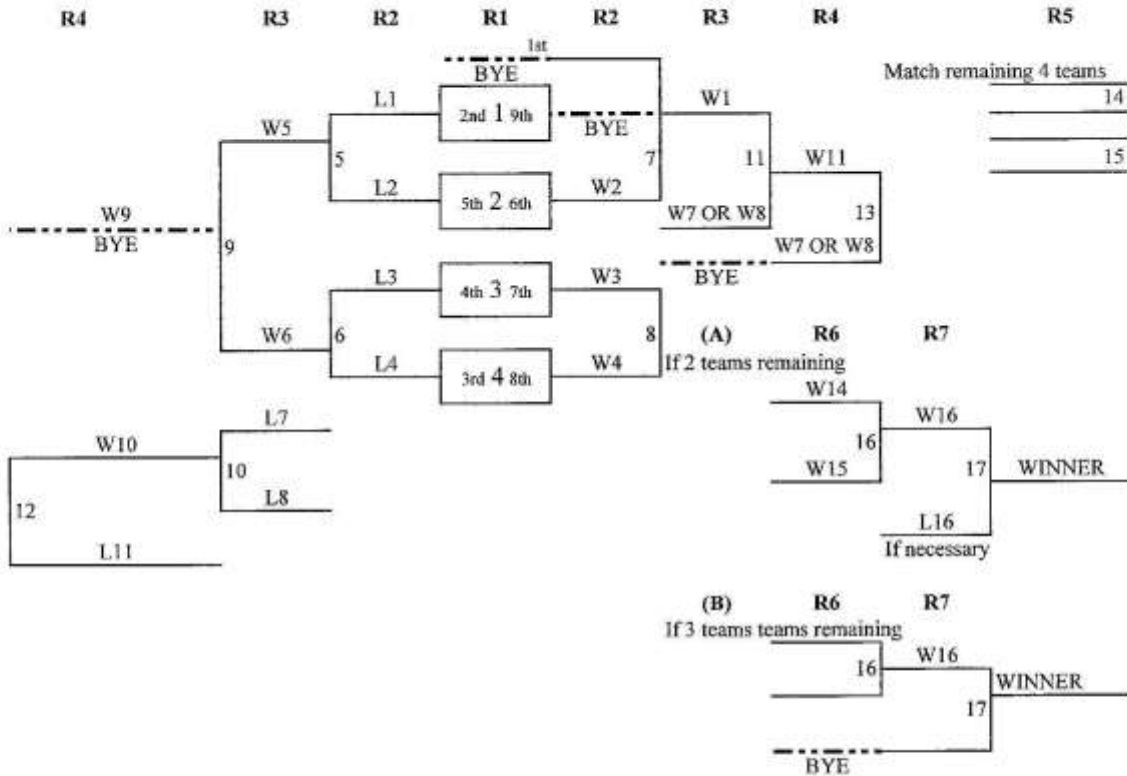 R4 R3 R2 R1 R2 R3 R4 R5
1st
BYE
Match remaining 4 teams
L1
2nd 1 9th
W1
14
W5
BYE
5
7
11
W11
15
L2
5th 2 6th
W2
W7 OR W8
13
W9
BYE
9
W7 OR W8
BYE
L3
4th 3 7th
W3
W6
6
8
(A) R6 R7
If 2 teams remaining
L4
3rd 4 8th
W4
W14
L7
W16
W10
10
16
L8
W15
17
WINNER
12
L11
L16
If necessary
(B) R6 R7
If 3 teams teams remaining
16
W16
17
WINNER
BYE